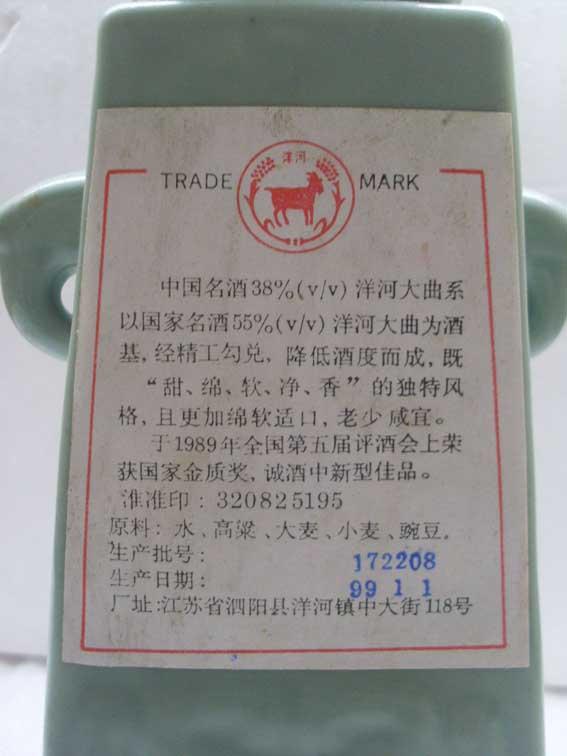 洋河
TRADE MARK
中国名酒38%(v/v)洋河大曲系
以国家名酒55%(v/v)洋河大曲为酒
基,经精工勾兑,降低酒度而成,既
“甜、绵、软、净、香”的独特风
格,且更加绵软适口,老少咸宜。
于1989年全国第五届评酒会上荣
获国家金质奖,诚酒中新型佳品。
淮准印:320825195
原料:水、高粱、大麦、小麦、豌豆。
生产批号:172208
生产日期:99 1 1
厂址:江苏省泗阳县洋河镇中大街118号